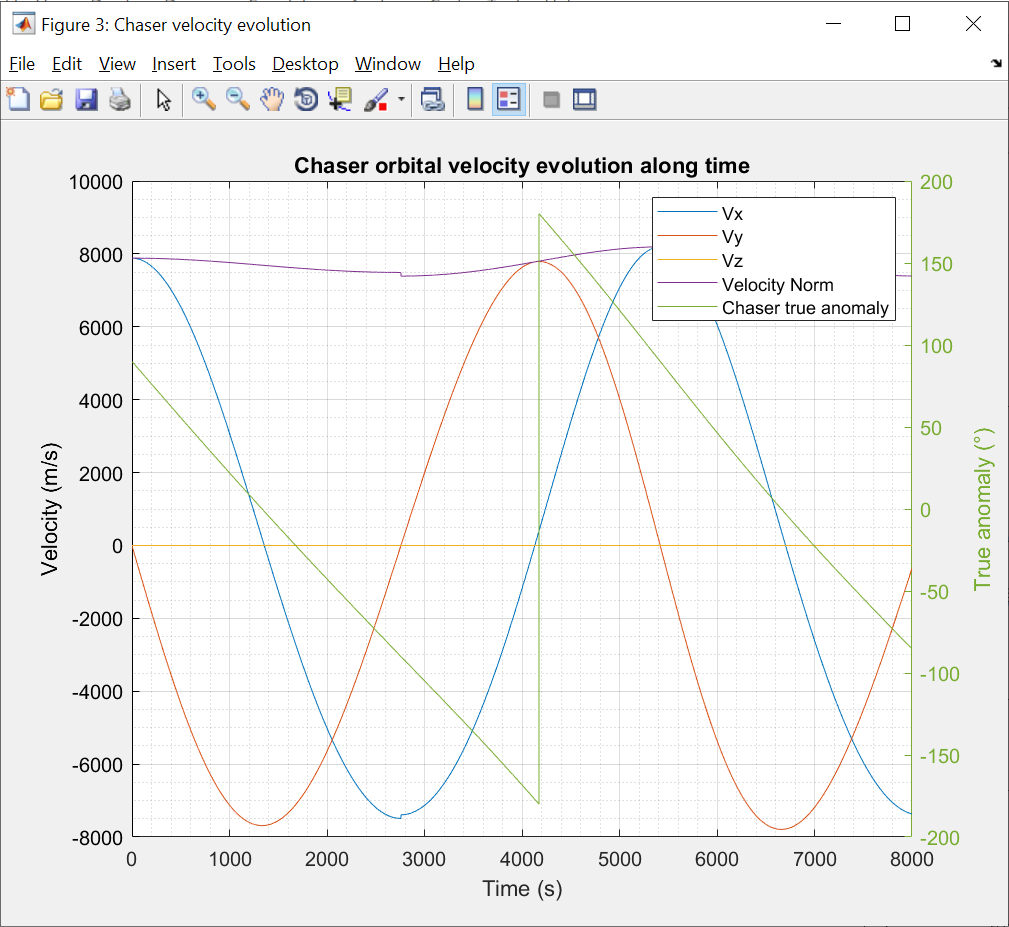 Figure 3: Chaser velocity evolution
File Edit View Insert Tools Desktop Window Help
Chaser orbital velocity evolution along time
10000
8000
6000
4000
2000
0
-2000
-4000
-6000
-8000
Velocity (m/s)
Vx
Vy
Vz
Velocity Norm
Chaser true anomaly
200
150
100
50
0
-50
-100
-150
-200
True anomaly (°)
0 1000 2000 3000 4000 5000 6000 7000 8000
Time (s)